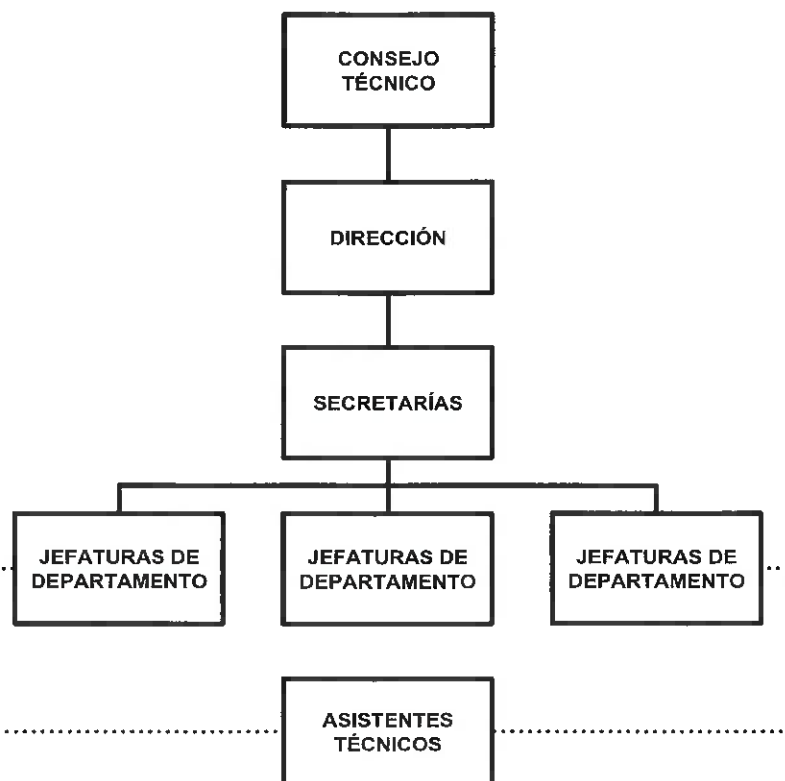 CONSEJO
TÉCNICO
DIRECCIÓN
SECRETARÍAS
JEFATURAS DE
DEPARTAMENTO
JEFATURAS DE
DEPARTAMENTO
JEFATURAS DE
DEPARTAMENTO
ASISTENTES
TÉCNICOS